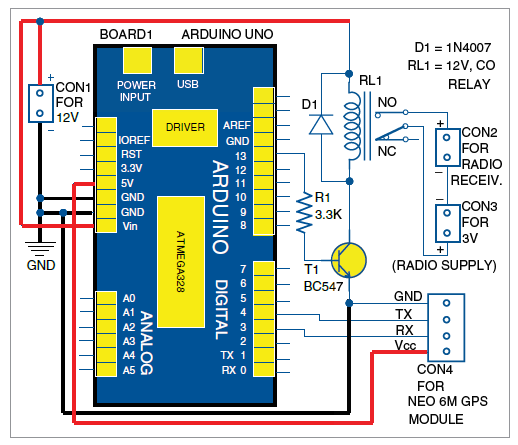 BOARD1
ARDUINO UNO
D1 = 1N4007
RL1 = 12V, CO
RELAY
+
CON1
FOR
12V
−
POWER
INPUT
USB
DRIVER
RL1
D1
NO
NC
+
CON2
FOR
RADIO
RECEIV.
−
−
CON3
FOR
3V
+
(RADIO SUPPLY)
IOREF
RST
3.3V
5V
GND
GND
Vin
AREF
GND
13
12
11
10
9
8
ARDUINO
ATMEGA328
R1
3.3K
T1
BC547
GND
7
6
5
4
3
2
TX 1
RX 0
DIGITAL
A0
A1
A2
A3
A4
A5
ANALOG
GND
TX
RX
Vcc
CON4
FOR
NEO 6M GPS
MODULE